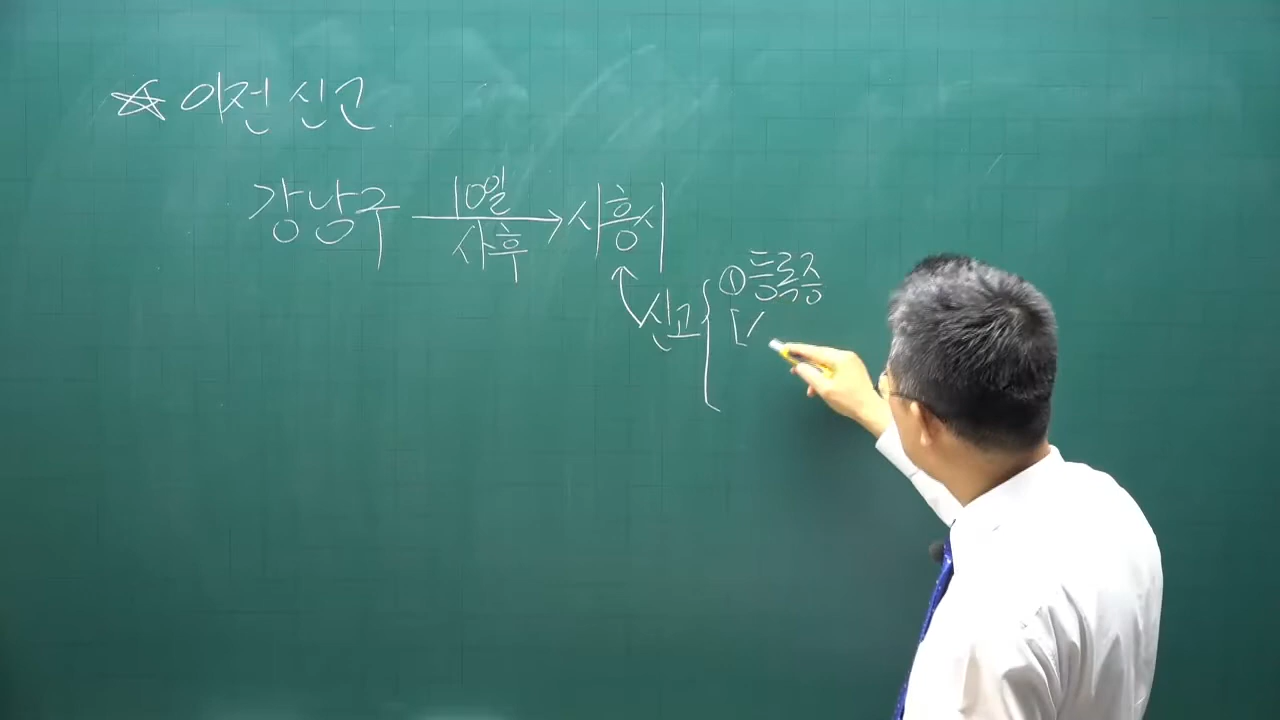 ☆ 이전 신고.
강남구 10일 사후 → 시흥시
신고 { ① 등록증
[